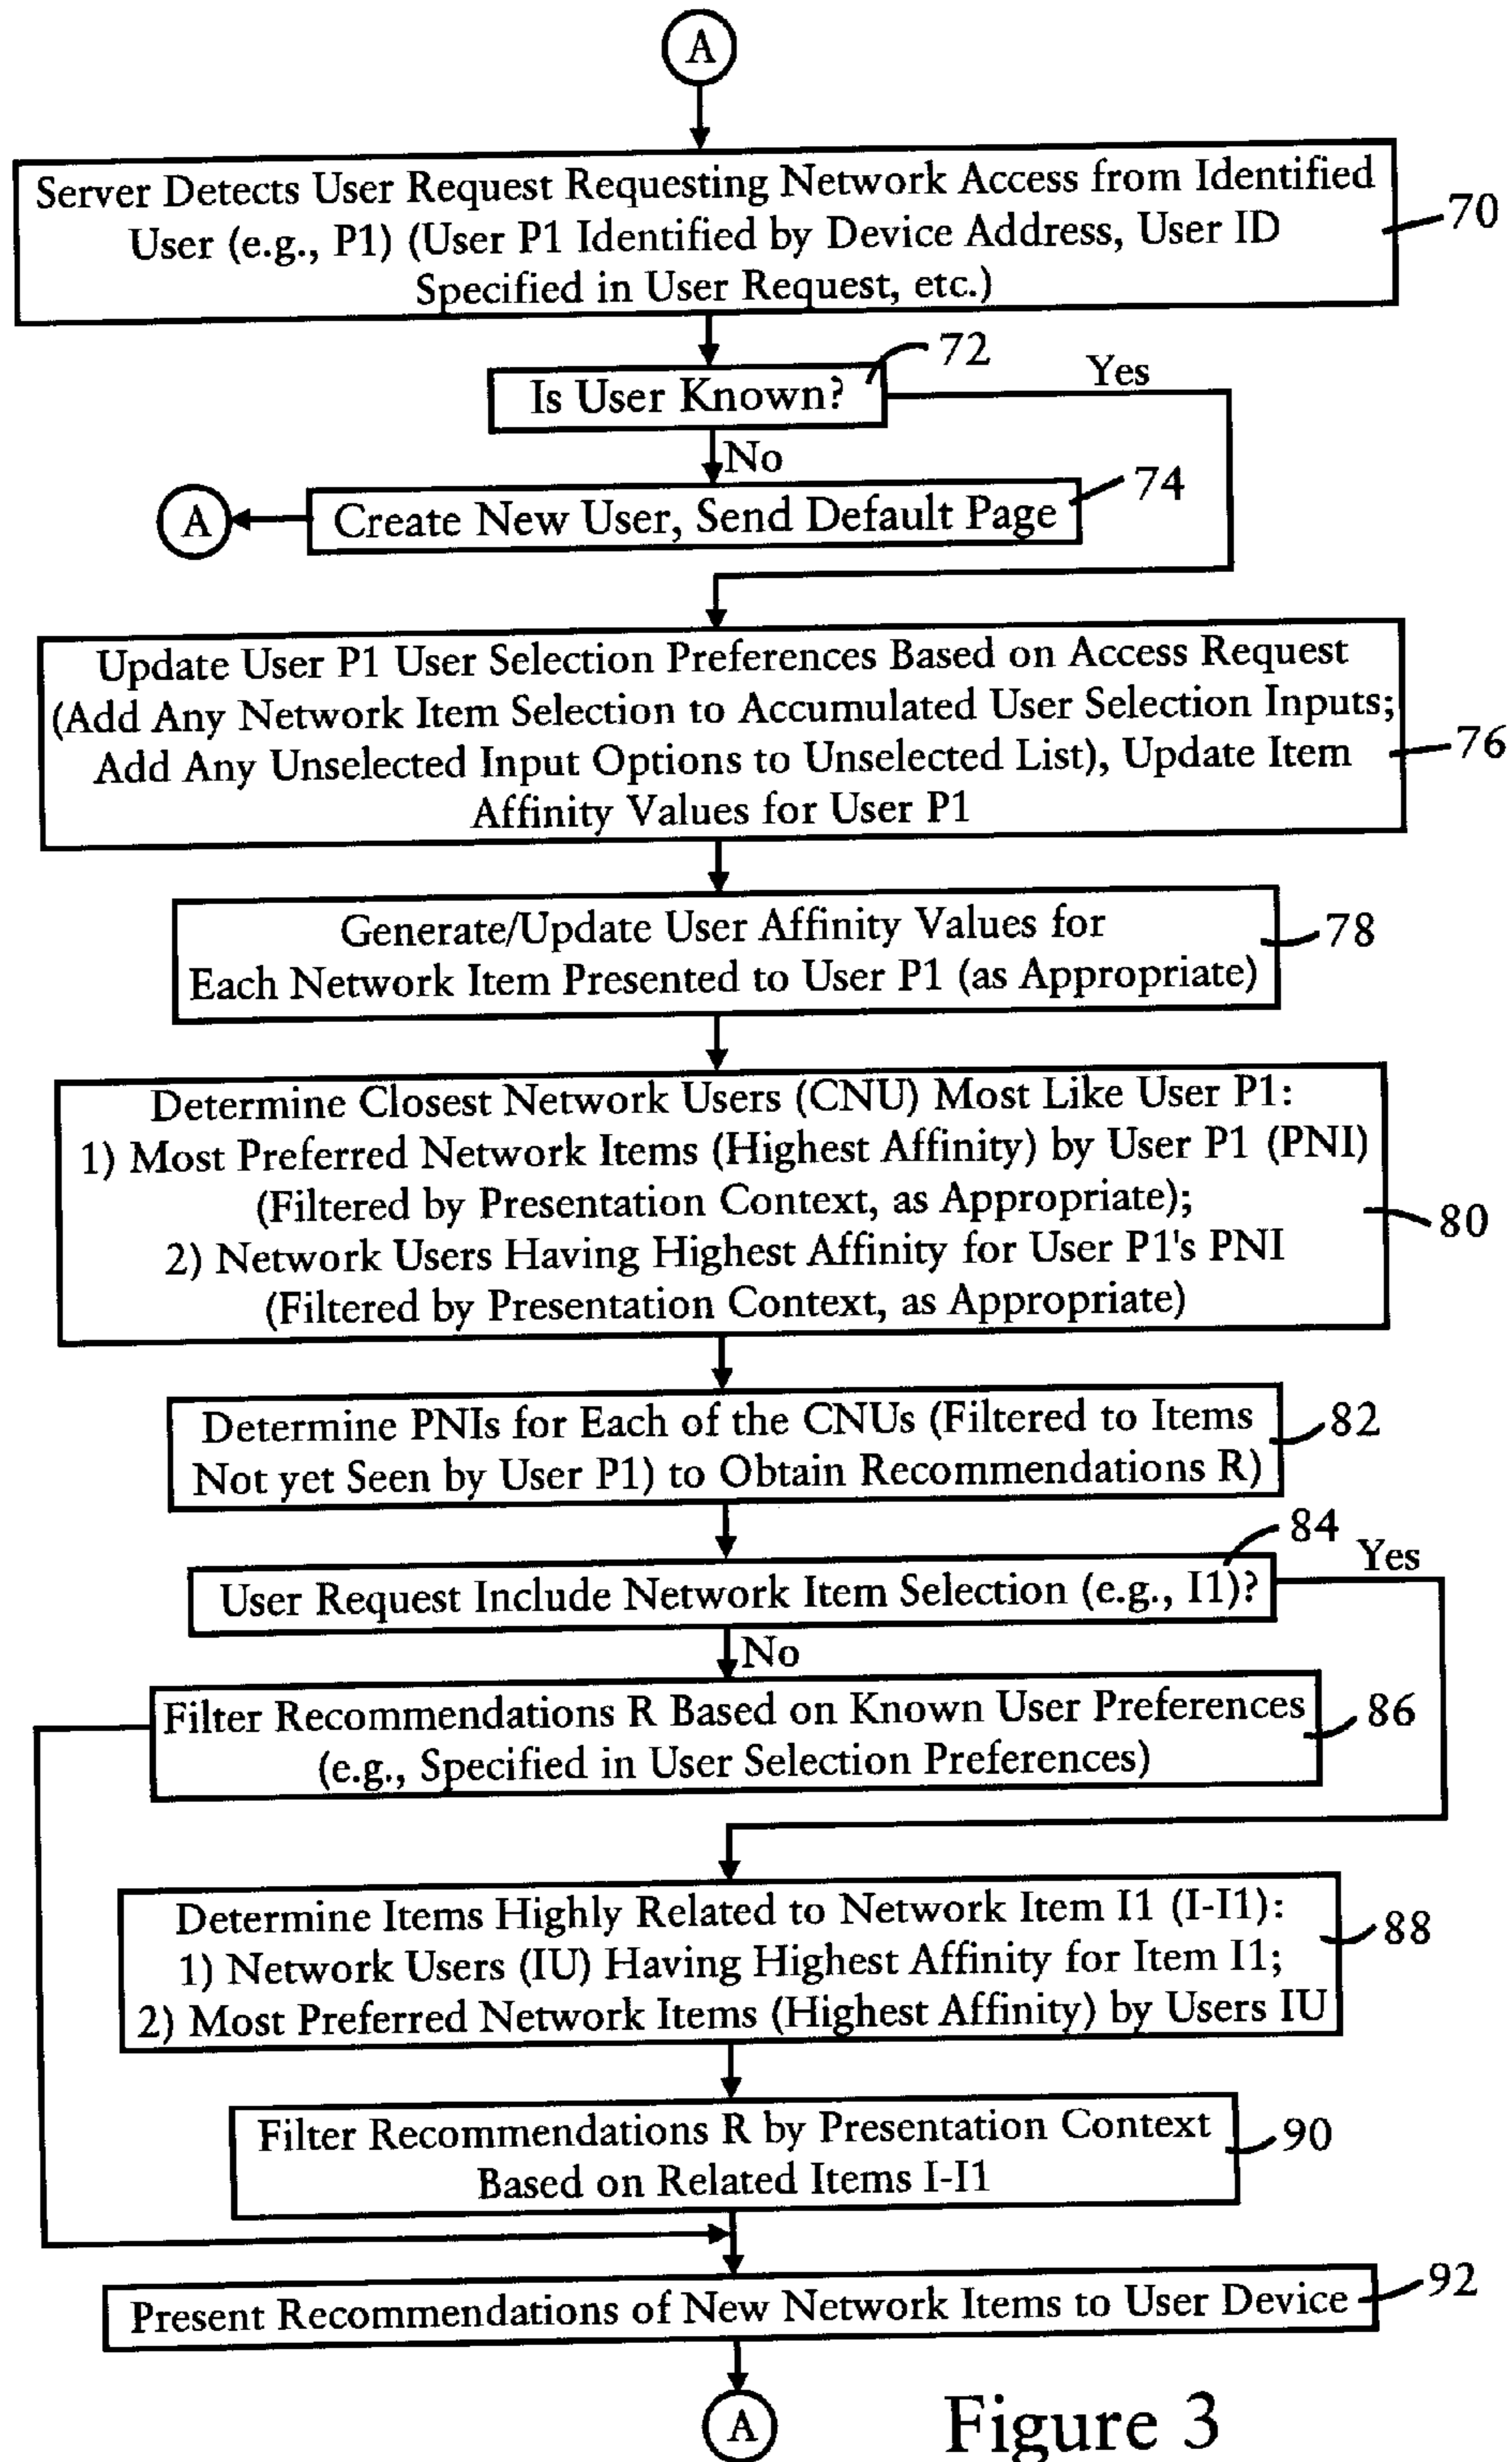 A
Server Detects User Request Requesting Network Access from Identified
User (e.g., P1) (User P1 Identified by Device Address, User ID
Specified in User Request, etc.)
70
72
Is User Known?
Yes
No
74
A
Create New User, Send Default Page
Update User P1 User Selection Preferences Based on Access Request
(Add Any Network Item Selection to Accumulated User Selection Inputs;
Add Any Unselected Input Options to Unselected List), Update Item
Affinity Values for User P1
76
Generate/Update User Affinity Values for
Each Network Item Presented to User P1 (as Appropriate)
78
Determine Closest Network Users (CNU) Most Like User P1:
1) Most Preferred Network Items (Highest Affinity) by User P1 (PNI)
(Filtered by Presentation Context, as Appropriate);
2) Network Users Having Highest Affinity for User P1's PNI
(Filtered by Presentation Context, as Appropriate)
80
Determine PNIs for Each of the CNUs (Filtered to Items
Not yet Seen by User P1) to Obtain Recommendations R)
82
84
User Request Include Network Item Selection (e.g., I1)?
Yes
No
Filter Recommendations R Based on Known User Preferences
(e.g., Specified in User Selection Preferences)
86
Determine Items Highly Related to Network Item I1 (I-I1):
1) Network Users (IU) Having Highest Affinity for Item I1;
2) Most Preferred Network Items (Highest Affinity) by Users IU
88
Filter Recommendations R by Presentation Context
Based on Related Items I-I1
90
Present Recommendations of New Network Items to User Device
92
A
Figure 3